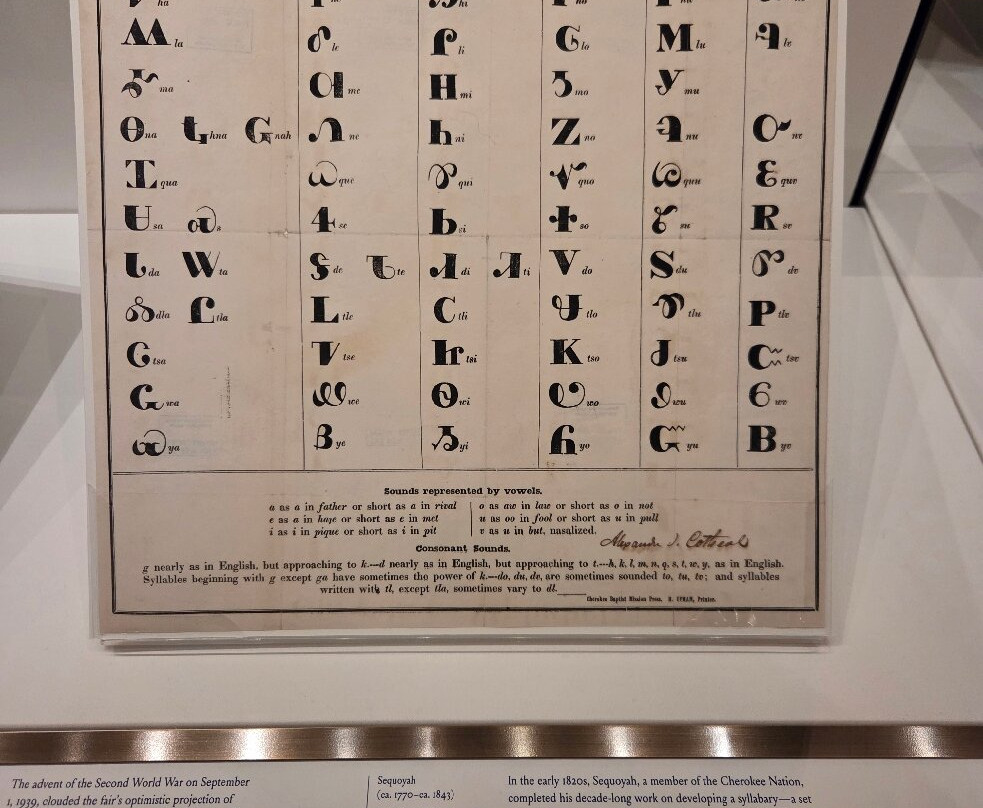 Ꮃ la Ꮄ le Ꮅ li Ꮆ lo Ꮇ lu Ꮈ lv
Ꮉ ma Ꮊ me Ꮋ mi Ꮌ mo Ꮍ mu
Ꮎ na Ꮏ hna Ꮐ nah Ꮑ ne Ꮒ ni Ꮓ no Ꮔ nu Ꮕ nv
Ꮖ qua Ꮗ que Ꮘ qui Ꮙ quo Ꮚ quu Ꮛ quv
Ꮜ sa Ꮝ s Ꮞ se Ꮟ si Ꮠ so Ꮡ su Ꮢ sv
Ꮣ da Ꮤ ta Ꮥ de Ꮦ te Ꮧ di Ꮨ ti Ꮩ do Ꮪ du Ꮫ dv
Ꮬ dla Ꮭ tla Ꮮ tle Ꮯ tli Ꮰ tlo Ꮱ tlu Ꮲ tlv
Ꮳ tsa Ꮴ tse Ꮵ tsi Ꮶ tso Ꮷ tsu Ꮸ tsv
Ꮹ wa Ꮺ we Ꮻ wi Ꮼ wo Ꮽ wu Ꮾ wv
Ꮿ ya Ᏸ ye Ᏹ yi Ᏺ yo Ᏻ yu Ᏼ yv
Sounds represented by vowels.
a as a in father or short as a in rival
e as a in haze or short as e in met
i as i in pique or short as i in pit
o as aw in law or short as o in not
u as oo in fool or short as u in pull
v as u in but, nasalized.
Consonant Sounds.
g nearly as in English, but approaching to k.—d nearly as in English, but approaching to t.—h, k, l, m, n, q, s, t, w, y, as in English.
Syllables beginning with g except ga have sometimes the power of k.—do, du, dv, are sometimes sounded to, tu, tv; and syllables
written with tl, except tla, sometimes vary to dl.
Cherokee Baptist Mission Press. H. UPHAM, Printer.
The advent of the Second World War on September
1, 1939, clouded the fair's optimistic projection of
Sequoyah
(ca. 1770–ca. 1843)
In the early 1820s, Sequoyah, a member of the Cherokee Nation,
completed his decade-long work on developing a syllabary—a set